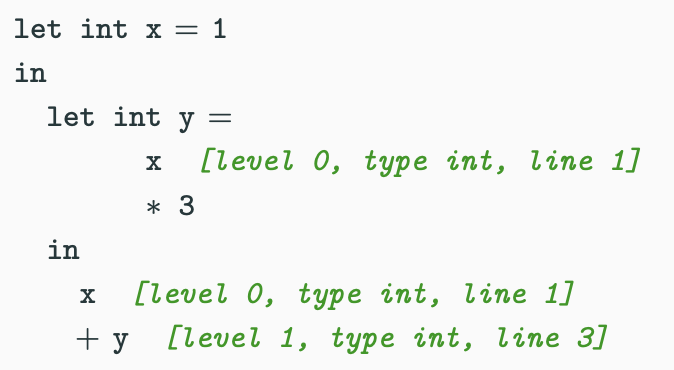 let int x = 1
in
let int y =
x [level 0, type int, line 1]
* 3
in
x [level 0, type int, line 1]
+ y [level 1, type int, line 3]